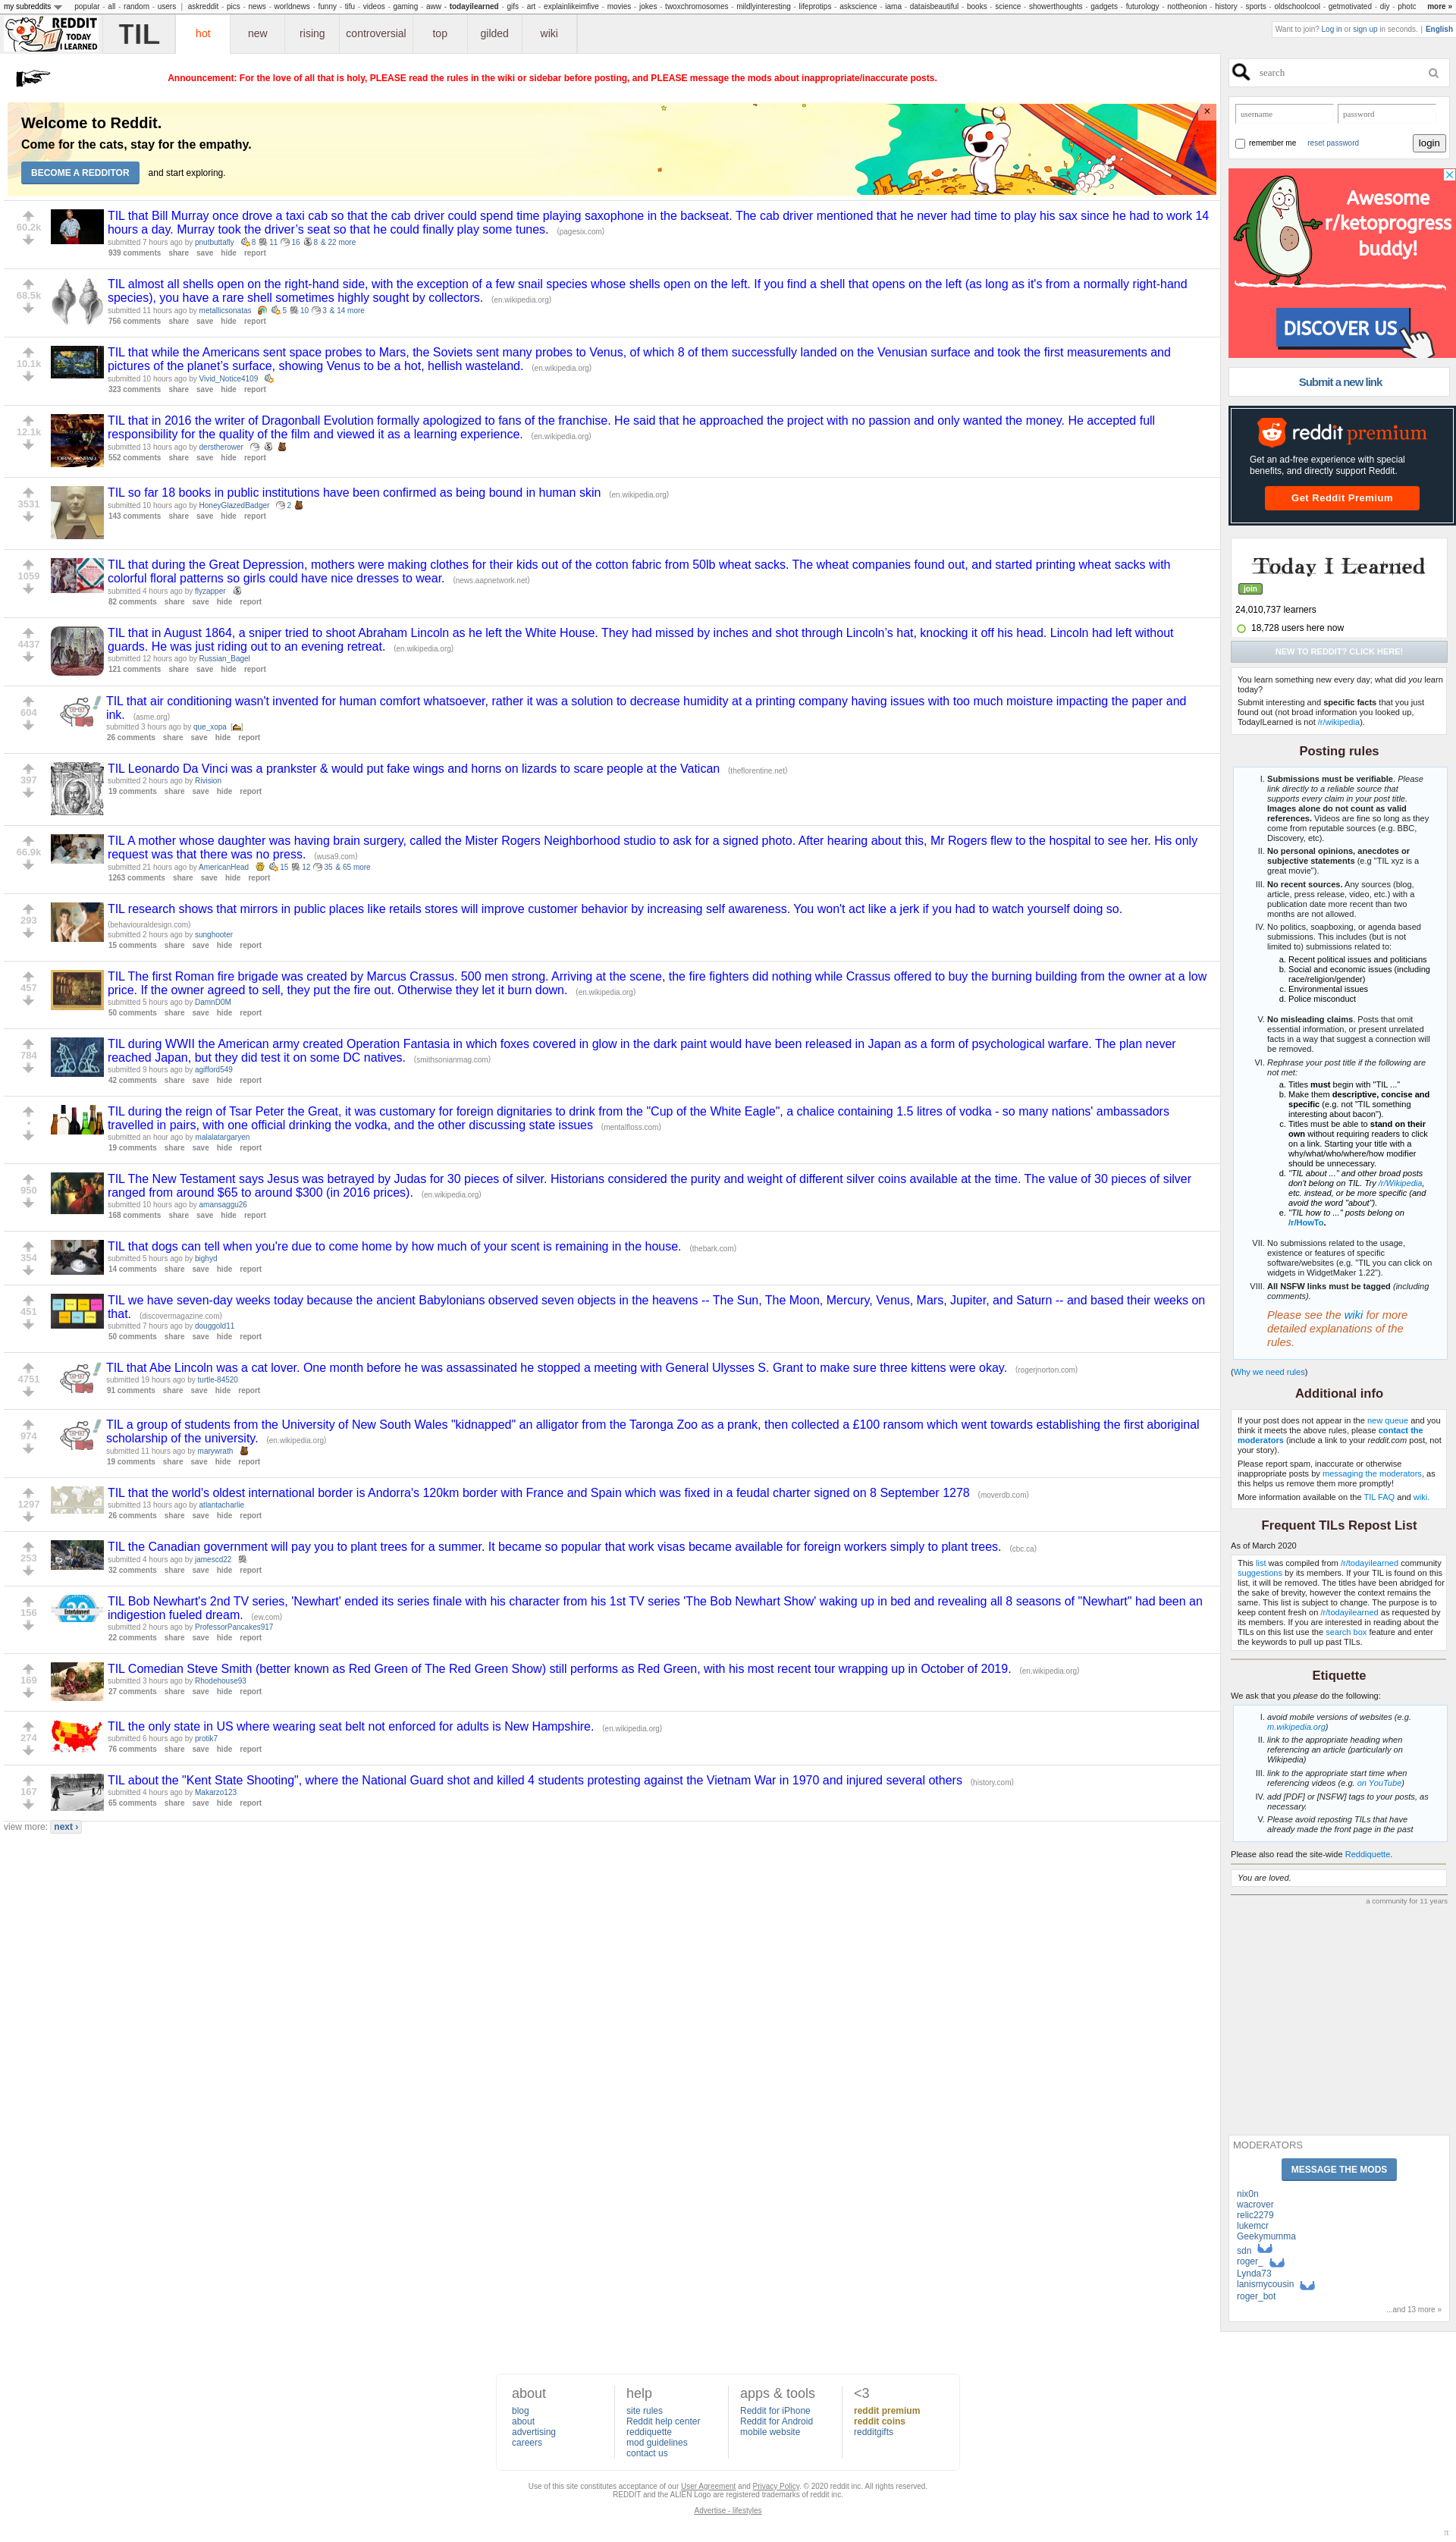 my subreddits popular - all - random - users | askreddit - pics - news - worldnews - funny - tifu - videos - gaming - aww - todayilearned - gifs - art - explainlikeimfive - movies - jokes - twoxchromosomes - mildlyinteresting - lifeprotips - askscience - iama - dataisbeautiful - books - science - showerthoughts - gadgets - futurology - nottheonion - history - sports - oldschoolcool - getmotivated - diy - photc more »
REDDIT TODAY I LEARNED TIL hot new rising controversial top gilded wiki
Want to join? Log in or sign up in seconds. | English
Announcement: For the love of all that is holy, PLEASE read the rules in the wiki or sidebar before posting, and PLEASE message the mods about inappropriate/inaccurate posts.
Welcome to Reddit.
Come for the cats, stay for the empathy.
BECOME A REDDITOR and start exploring.
60.2k
TIL that Bill Murray once drove a taxi cab so that the cab driver could spend time playing saxophone in the backseat. The cab driver mentioned that he never had time to play his sax since he had to work 14
hours a day. Murray took the driver's seat so that he could finally play some tunes. (pagesix.com)
submitted 7 hours ago by pnutbuttafly 8 11 16 8 & 22 more
939 comments share save hide report
68.5k
TIL almost all shells open on the right-hand side, with the exception of a few snail species whose shells open on the left. If you find a shell that opens on the left (as long as it's from a normally right-hand
species), you have a rare shell sometimes highly sought by collectors. (en.wikipedia.org)
submitted 11 hours ago by metallicsonatas 5 10 3 & 14 more
756 comments share save hide report
10.1k
TIL that while the Americans sent space probes to Mars, the Soviets sent many probes to Venus, of which 8 of them successfully landed on the Venusian surface and took the first measurements and
pictures of the planet's surface, showing Venus to be a hot, hellish wasteland. (en.wikipedia.org)
submitted 10 hours ago by Vivid_Notice4109
323 comments share save hide report
12.1k
TIL that in 2016 the writer of Dragonball Evolution formally apologized to fans of the franchise. He said that he approached the project with no passion and only wanted the money. He accepted full
responsibility for the quality of the film and viewed it as a learning experience. (en.wikipedia.org)
submitted 13 hours ago by derstherower
552 comments share save hide report
3531
TIL so far 18 books in public institutions have been confirmed as being bound in human skin (en.wikipedia.org)
submitted 10 hours ago by HoneyGlazedBadger 2
143 comments share save hide report
1059
TIL that during the Great Depression, mothers were making clothes for their kids out of the cotton fabric from 50lb wheat sacks. The wheat companies found out, and started printing wheat sacks with
colorful floral patterns so girls could have nice dresses to wear. (news.aapnetwork.net)
submitted 4 hours ago by flyzapper
82 comments share save hide report
4437
TIL that in August 1864, a sniper tried to shoot Abraham Lincoln as he left the White House. They had missed by inches and shot through Lincoln's hat, knocking it off his head. Lincoln had left without
guards. He was just riding out to an evening retreat. (en.wikipedia.org)
submitted 12 hours ago by Russian_Bagel
121 comments share save hide report
604
TIL that air conditioning wasn't invented for human comfort whatsoever, rather it was a solution to decrease humidity at a printing company having issues with too much moisture impacting the paper and
ink. (asme.org)
submitted 3 hours ago by que_xopa
26 comments share save hide report
397
TIL Leonardo Da Vinci was a prankster & would put fake wings and horns on lizards to scare people at the Vatican (theflorentine.net)
submitted 2 hours ago by Rivision
19 comments share save hide report
66.9k
TIL A mother whose daughter was having brain surgery, called the Mister Rogers Neighborhood studio to ask for a signed photo. After hearing about this, Mr Rogers flew to the hospital to see her. His only
request was that there was no press. (wusa9.com)
submitted 21 hours ago by AmericanHead 15 12 35 & 65 more
1263 comments share save hide report
293
TIL research shows that mirrors in public places like retails stores will improve customer behavior by increasing self awareness. You won't act like a jerk if you had to watch yourself doing so.
(behaviouraldesign.com)
submitted 2 hours ago by sunghooter
15 comments share save hide report
457
TIL The first Roman fire brigade was created by Marcus Crassus. 500 men strong. Arriving at the scene, the fire fighters did nothing while Crassus offered to buy the burning building from the owner at a low
price. If the owner agreed to sell, they put the fire out. Otherwise they let it burn down. (en.wikipedia.org)
submitted 5 hours ago by DamnD0M
50 comments share save hide report
784
TIL during WWII the American army created Operation Fantasia in which foxes covered in glow in the dark paint would have been released in Japan as a form of psychological warfare. The plan never
reached Japan, but they did test it on some DC natives. (smithsonianmag.com)
submitted 9 hours ago by agifford549
42 comments share save hide report
•
TIL during the reign of Tsar Peter the Great, it was customary for foreign dignitaries to drink from the "Cup of the White Eagle", a chalice containing 1.5 litres of vodka - so many nations' ambassadors
travelled in pairs, with one official drinking the vodka, and the other discussing state issues (mentalfloss.com)
submitted an hour ago by malalatargaryen
19 comments share save hide report
950
TIL The New Testament says Jesus was betrayed by Judas for 30 pieces of silver. Historians considered the purity and weight of different silver coins available at the time. The value of 30 pieces of silver
ranged from around $65 to around $300 (in 2016 prices). (en.wikipedia.org)
submitted 10 hours ago by amansaggu26
168 comments share save hide report
354
TIL that dogs can tell when you're due to come home by how much of your scent is remaining in the house. (thebark.com)
submitted 5 hours ago by bighyd
14 comments share save hide report
451
TIL we have seven-day weeks today because the ancient Babylonians observed seven objects in the heavens -- The Sun, The Moon, Mercury, Venus, Mars, Jupiter, and Saturn -- and based their weeks on
that. (discovermagazine.com)
submitted 7 hours ago by douggold11
50 comments share save hide report
4751
TIL that Abe Lincoln was a cat lover. One month before he was assassinated he stopped a meeting with General Ulysses S. Grant to make sure three kittens were okay. (rogerjnorton.com)
submitted 19 hours ago by turtle-84520
91 comments share save hide report
974
TIL a group of students from the University of New South Wales "kidnapped" an alligator from the Taronga Zoo as a prank, then collected a £100 ransom which went towards establishing the first aboriginal
scholarship of the university. (en.wikipedia.org)
submitted 11 hours ago by marywrath
19 comments share save hide report
1297
TIL that the world's oldest international border is Andorra's 120km border with France and Spain which was fixed in a feudal charter signed on 8 September 1278 (moverdb.com)
submitted 13 hours ago by atlantacharlie
26 comments share save hide report
253
TIL the Canadian government will pay you to plant trees for a summer. It became so popular that work visas became available for foreign workers simply to plant trees. (cbc.ca)
submitted 4 hours ago by jamescd22
32 comments share save hide report
156
TIL Bob Newhart's 2nd TV series, 'Newhart' ended its series finale with his character from his 1st TV series 'The Bob Newhart Show' waking up in bed and revealing all 8 seasons of "Newhart" had been an
indigestion fueled dream. (ew.com)
submitted 2 hours ago by ProfessorPancakes917
22 comments share save hide report
169
TIL Comedian Steve Smith (better known as Red Green of The Red Green Show) still performs as Red Green, with his most recent tour wrapping up in October of 2019. (en.wikipedia.org)
submitted 3 hours ago by Rhodehouse93
27 comments share save hide report
274
TIL the only state in US where wearing seat belt not enforced for adults is New Hampshire. (en.wikipedia.org)
submitted 6 hours ago by protik7
76 comments share save hide report
167
TIL about the "Kent State Shooting", where the National Guard shot and killed 4 students protesting against the Vietnam War in 1970 and injured several others (history.com)
submitted 4 hours ago by Makarzo123
65 comments share save hide report
view more: next ›
search
username password
remember me reset password login
Awesome
r/ketoprogress
buddy!
DISCOVER US
Submit a new link
reddit premium
Get an ad-free experience with special
benefits, and directly support Reddit.
Get Reddit Premium
Today I Learned
join
24,010,737 learners
18,728 users here now
NEW TO REDDIT? CLICK HERE!
You learn something new every day; what did you learn
today?
Submit interesting and specific facts that you just
found out (not broad information you looked up,
TodayILearned is not /r/wikipedia).
Posting rules
I. Submissions must be verifiable. Please
link directly to a reliable source that
supports every claim in your post title.
Images alone do not count as valid
references. Videos are fine so long as they
come from reputable sources (e.g. BBC,
Discovery, etc).
II. No personal opinions, anecdotes or
subjective statements (e.g "TIL xyz is a
great movie").
III. No recent sources. Any sources (blog,
article, press release, video, etc.) with a
publication date more recent than two
months are not allowed.
IV. No politics, soapboxing, or agenda based
submissions. This includes (but is not
limited to) submissions related to:
a. Recent political issues and politicians
b. Social and economic issues (including
race/religion/gender)
c. Environmental issues
d. Police misconduct
V. No misleading claims. Posts that omit
essential information, or present unrelated
facts in a way that suggest a connection will
be removed.
VI. Rephrase your post title if the following are
not met:
a. Titles must begin with "TIL ..."
b. Make them descriptive, concise and
specific (e.g. not "TIL something
interesting about bacon").
c. Titles must be able to stand on their
own without requiring readers to click
on a link. Starting your title with a
why/what/who/where/how modifier
should be unnecessary.
d. "TIL about ..." and other broad posts
don't belong on TIL. Try /r/Wikipedia,
etc. instead, or be more specific (and
avoid the word "about").
e. "TIL how to ..." posts belong on
/r/HowTo.
VII. No submissions related to the usage,
existence or features of specific
software/websites (e.g. "TIL you can click on
widgets in WidgetMaker 1.22").
VIII. All NSFW links must be tagged (including
comments).
Please see the wiki for more
detailed explanations of the
rules.
(Why we need rules)
Additional info
If your post does not appear in the new queue and you
think it meets the above rules, please contact the
moderators (include a link to your reddit.com post, not
your story).
Please report spam, inaccurate or otherwise
inappropriate posts by messaging the moderators, as
this helps us remove them more promptly!
More information available on the TIL FAQ and wiki.
Frequent TILs Repost List
As of March 2020
This list was compiled from /r/todayilearned community
suggestions by its members. If your TIL is found on this
list, it will be removed. The titles have been abridged for
the sake of brevity, however the context remains the
same. This list is subject to change. The purpose is to
keep content fresh on /r/todayilearned as requested by
its members. If you are interested in reading about the
TILs on this list use the search box feature and enter
the keywords to pull up past TILs.
Etiquette
We ask that you please do the following:
I. avoid mobile versions of websites (e.g.
m.wikipedia.org)
II. link to the appropriate heading when
referencing an article (particularly on
Wikipedia)
III. link to the appropriate start time when
referencing videos (e.g. on YouTube)
IV. add [PDF] or [NSFW] tags to your posts, as
necessary.
V. Please avoid reposting TILs that have
already made the front page in the past
Please also read the site-wide Reddiquette.
You are loved.
a community for 11 years
MODERATORS
MESSAGE THE MODS
nix0n
wacrover
relic2279
lukemcr
Geekymumma
sdn
roger_
Lynda73
lanismycousin
roger_bot
...and 13 more »
about
blog
about
advertising
careers
help
site rules
Reddit help center
reddiquette
mod guidelines
contact us
apps & tools
Reddit for iPhone
Reddit for Android
mobile website
<3
reddit premium
reddit coins
redditgifts
Use of this site constitutes acceptance of our User Agreement and Privacy Policy. © 2020 reddit inc. All rights reserved.
REDDIT and the ALIEN Logo are registered trademarks of reddit inc.
Advertise - lifestyles
π